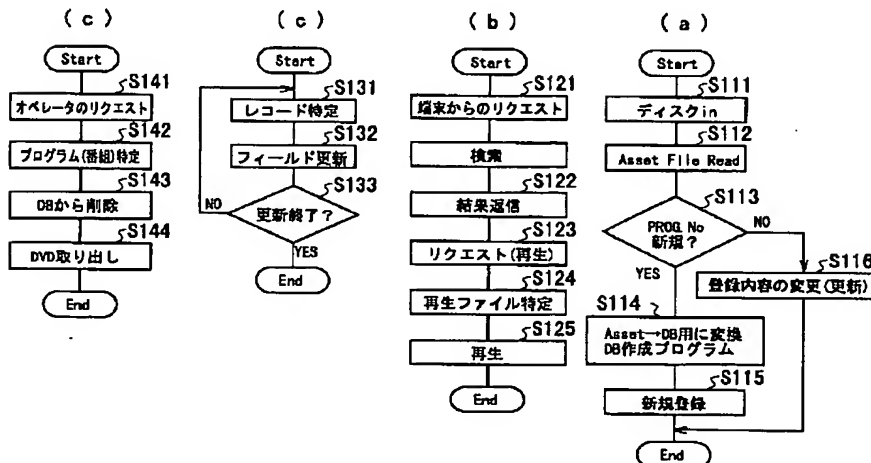 (c)
Start
S141
オペレータのリクエスト
S142
プログラム(番組)特定
S143
DBから削除
S144
DVD取り出し
End
(c)
Start
S131
レコード特定
S132
フィールド更新
S133
更新終了?
NO
YES
End
(b)
Start
S121
端末からのリクエスト
検索
S122
結果返信
S123
リクエスト(再生)
S124
再生ファイル特定
S125
再生
End
(a)
Start
S111
ディスクin
S112
Asset File Read
S113
PROG.No
新規?
NO
YES
S116
登録内容の変更(更新)
S114
Asset→DB用に変換
DB作成プログラム
S115
新規登録
End